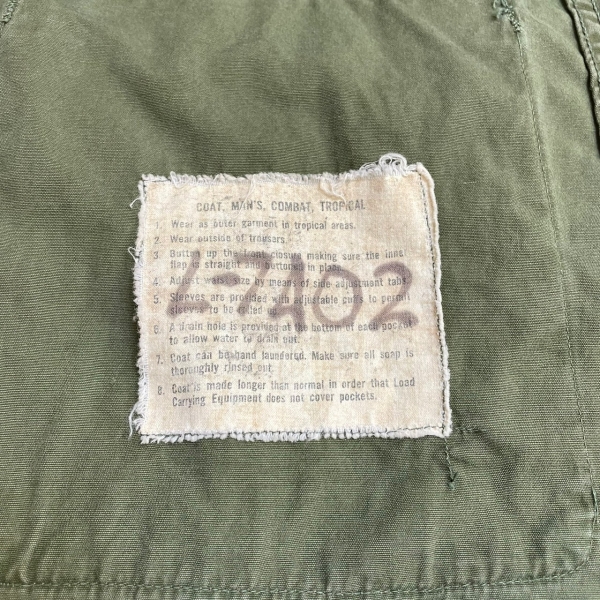 COAT, MAN'S, COMBAT, TROPICAL
1. Wear as outer garment in tropical areas.
2. Wear outside of trousers.
3. Button up the front closure making sure the inner
flap in straight and buttoned in place.
4. Adjust waist size by means of side adjustment tabs.
5. Sleeves are provided with adjustable cuffs to permit
sleeves to be rolled up.
6. A drain hole is provided at the bottom of each pocket
to allow water to drain out.
7. Coat can be hand laundered. Make sure all soap is
thoroughly rinsed out.
8. Coat is made longer than normal in order that Load
Carrying Equipment does not cover pockets.